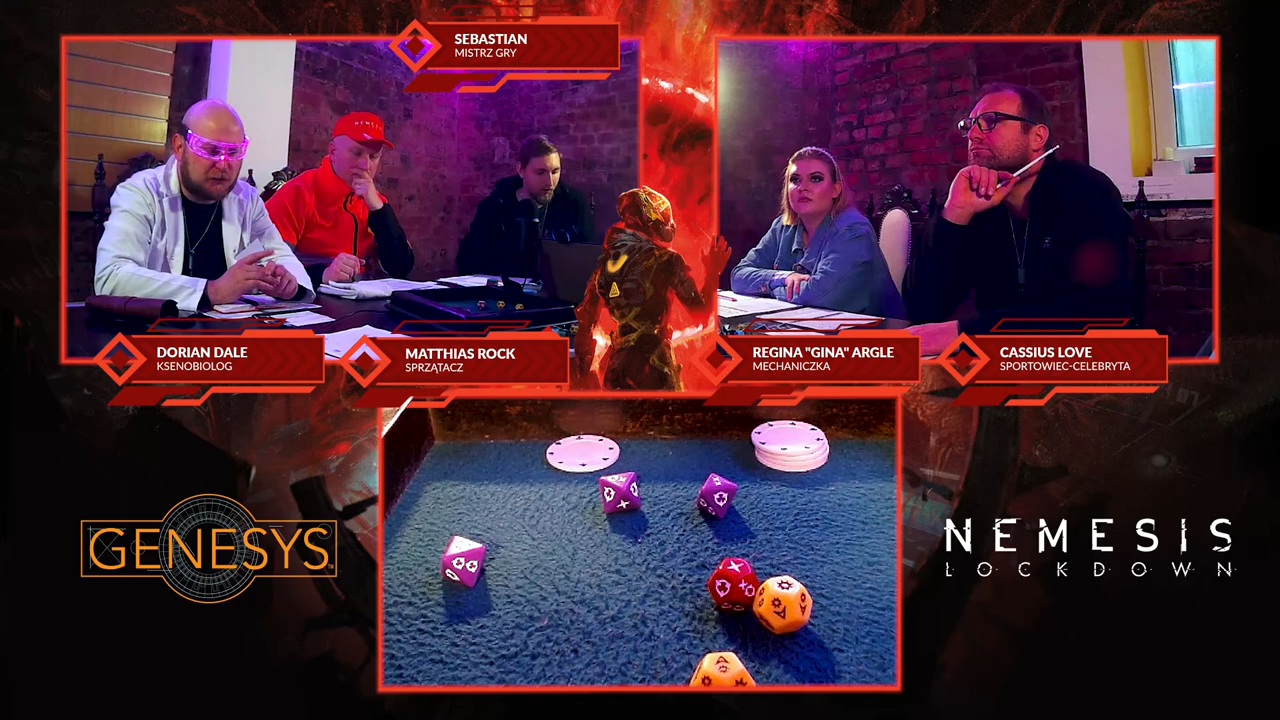 SEBASTIAN
MISTRZ GRY
NEMESIS
DORIAN DALE
KSENOBIOLOG
MATTHIAS ROCK
SPRZĄTACZ
REGINA "GINA" ARGLE
MECHANICZKA
CASSIUS LOVE
SPORTOWIEC-CELEBRYTA
GENESYS
NEMESIS
LOCKDOWN